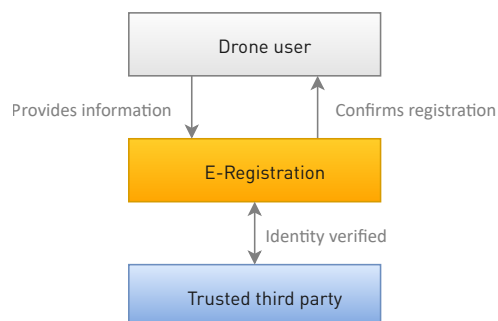 Drone user
Provides information
Confirms registration
E-Registration
Identity verified
Trusted third party